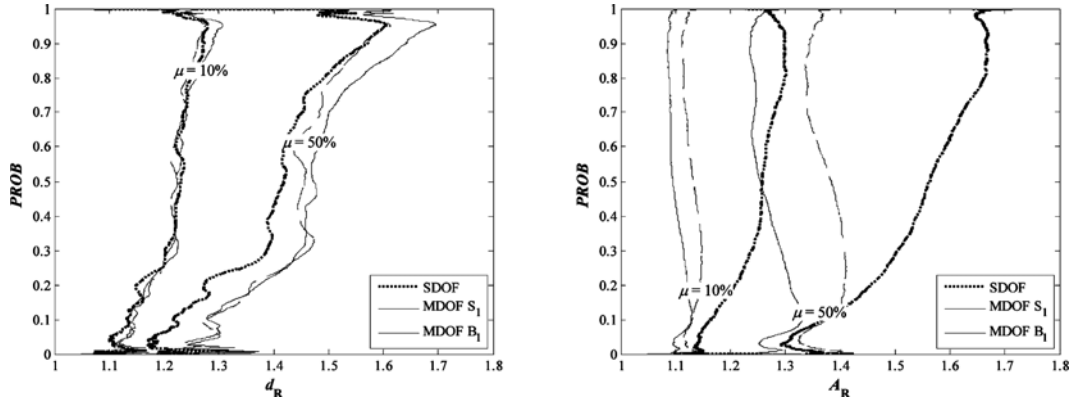 PROB
1
0.9
0.8
0.7
0.6
0.5
0.4
0.3
0.2
0.1
0
μ = 10%
μ = 50%
SDOF
MDOF S1
MDOF B1
1
1.1
1.2
1.3
1.4
1.5
1.6
1.7
1.8
dR
PROB
1
0.9
0.8
0.7
0.6
0.5
0.4
0.3
0.2
0.1
0
μ = 10%
μ = 50%
SDOF
MDOF S1
MDOF B1
1
1.1
1.2
1.3
1.4
1.5
1.6
1.7
1.8
AR